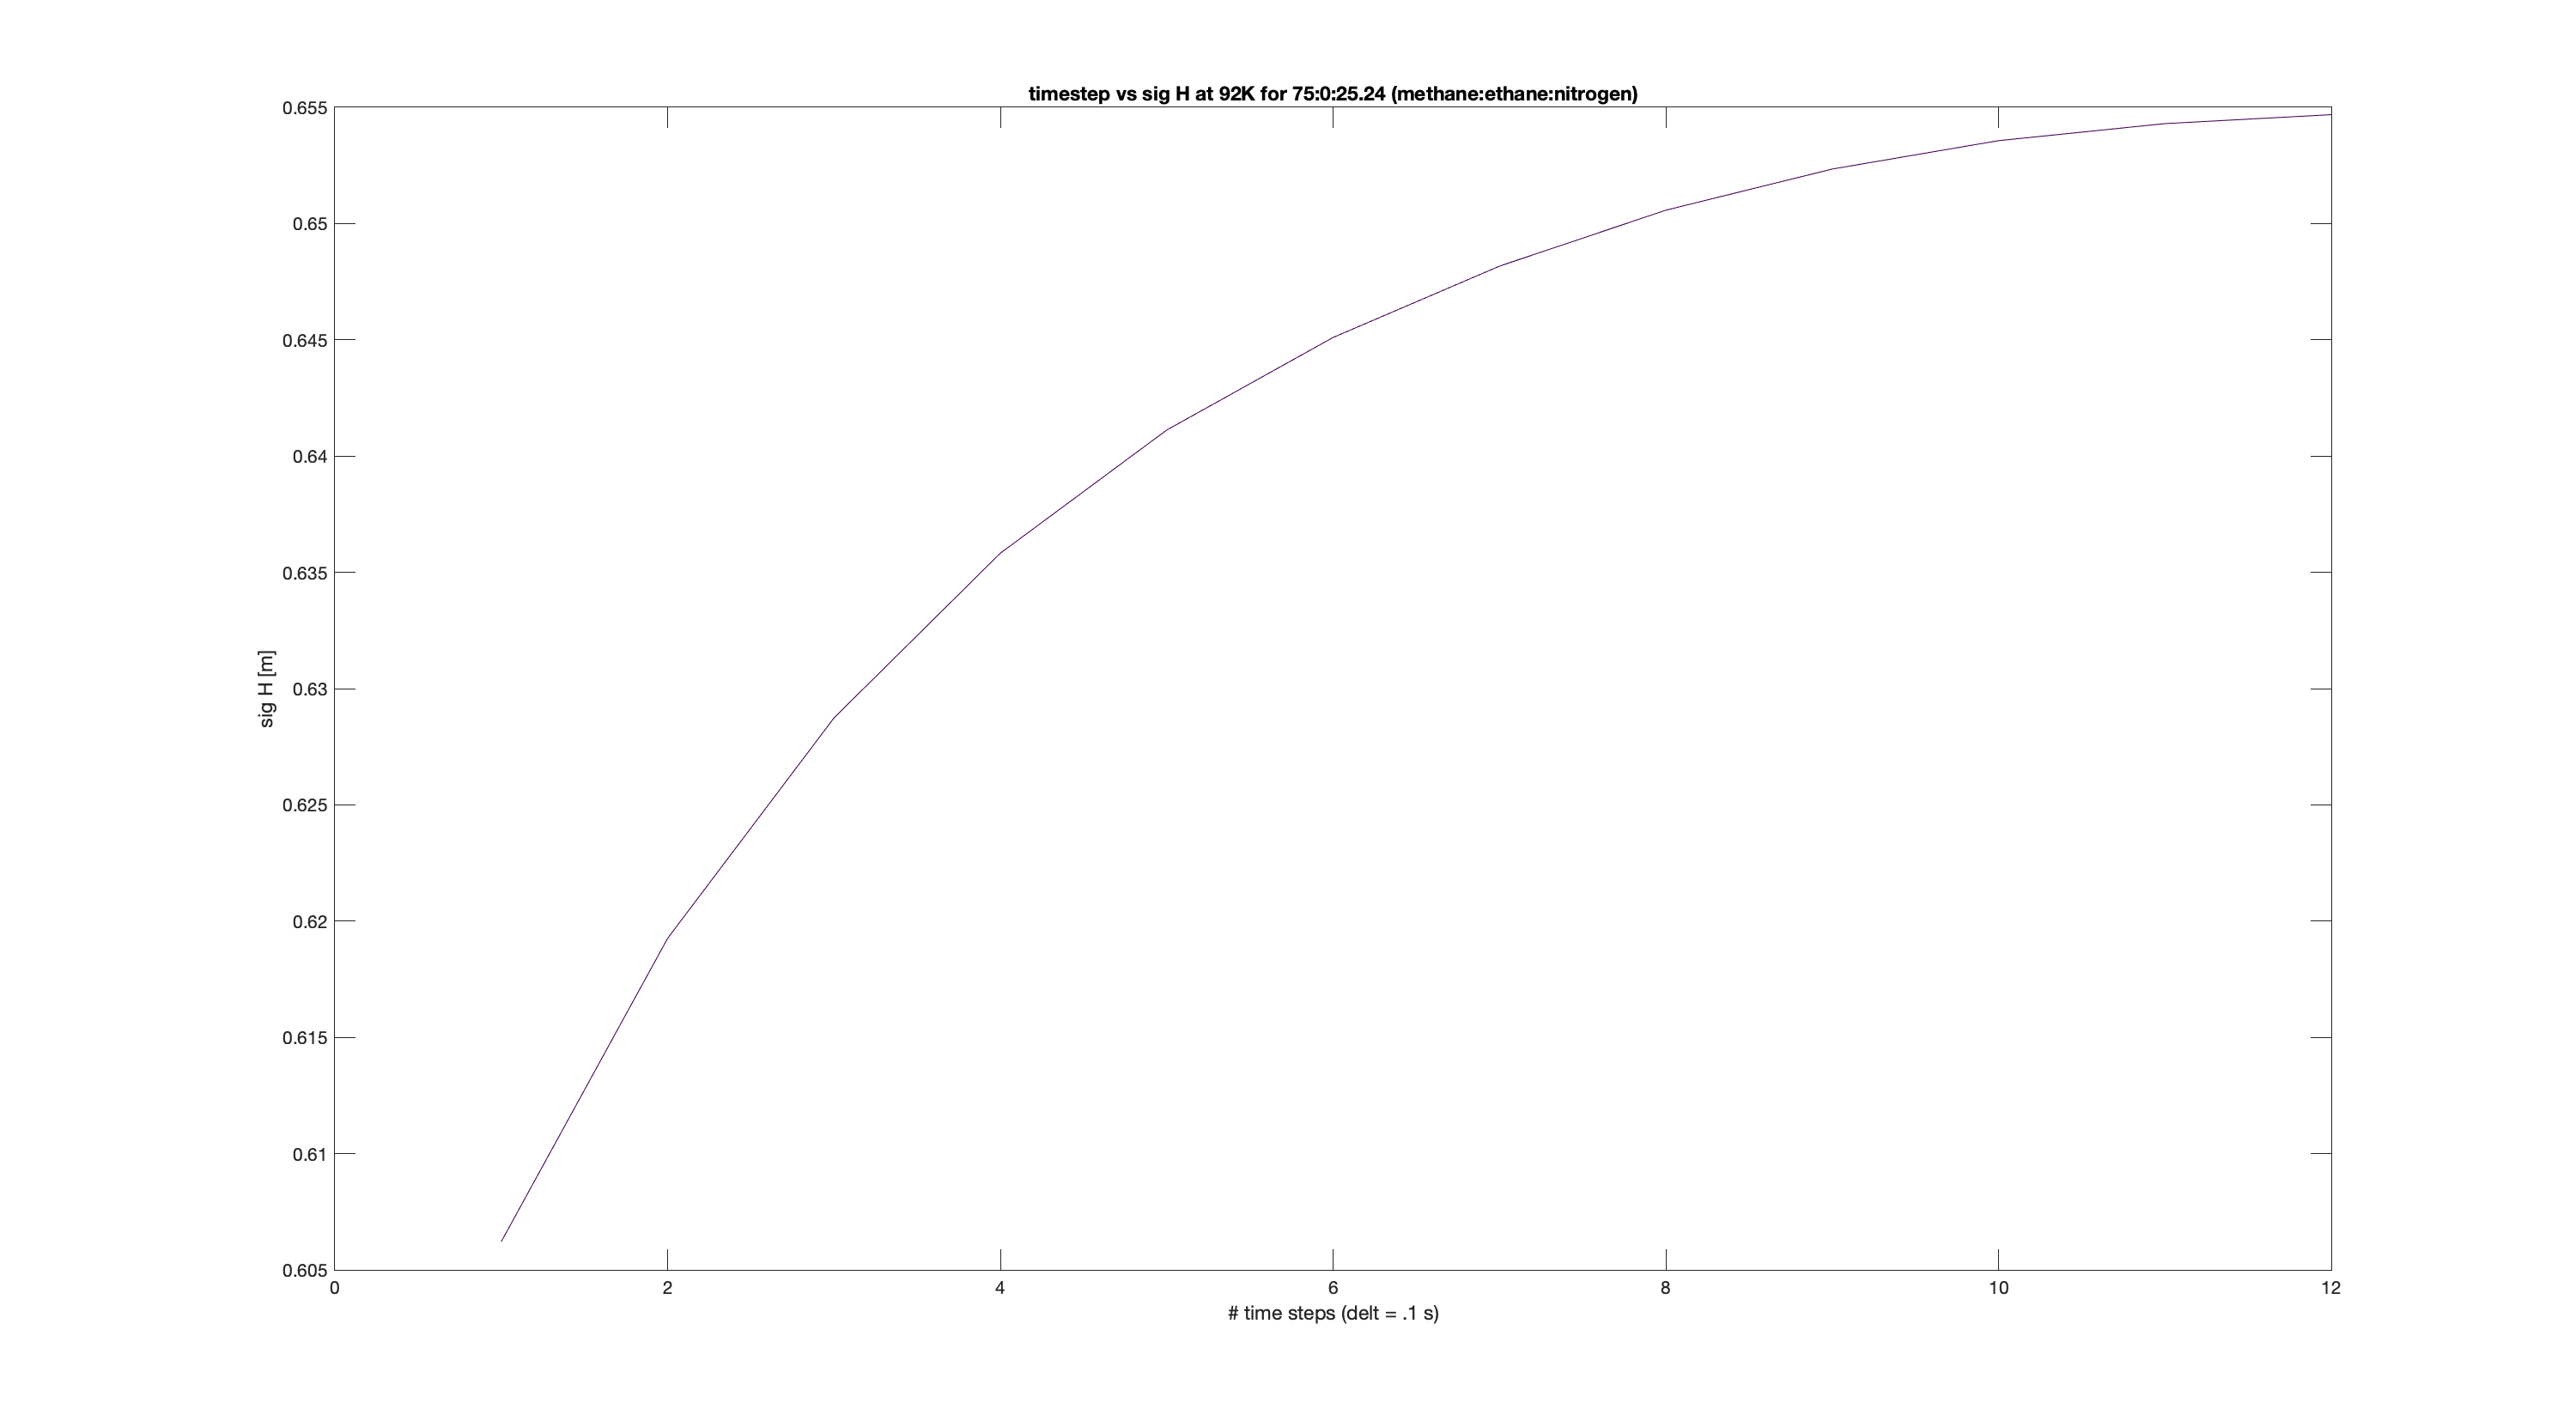 timestep vs sig H at 92K for 75:0:25.24 (methane:ethane:nitrogen)
0.655
0.65
0.645
0.64
0.635
0.63
0.625
0.62
0.615
0.61
0.605
sig H [m]
0 2 4 6 8 10 12
# time steps (delt = .1 s)